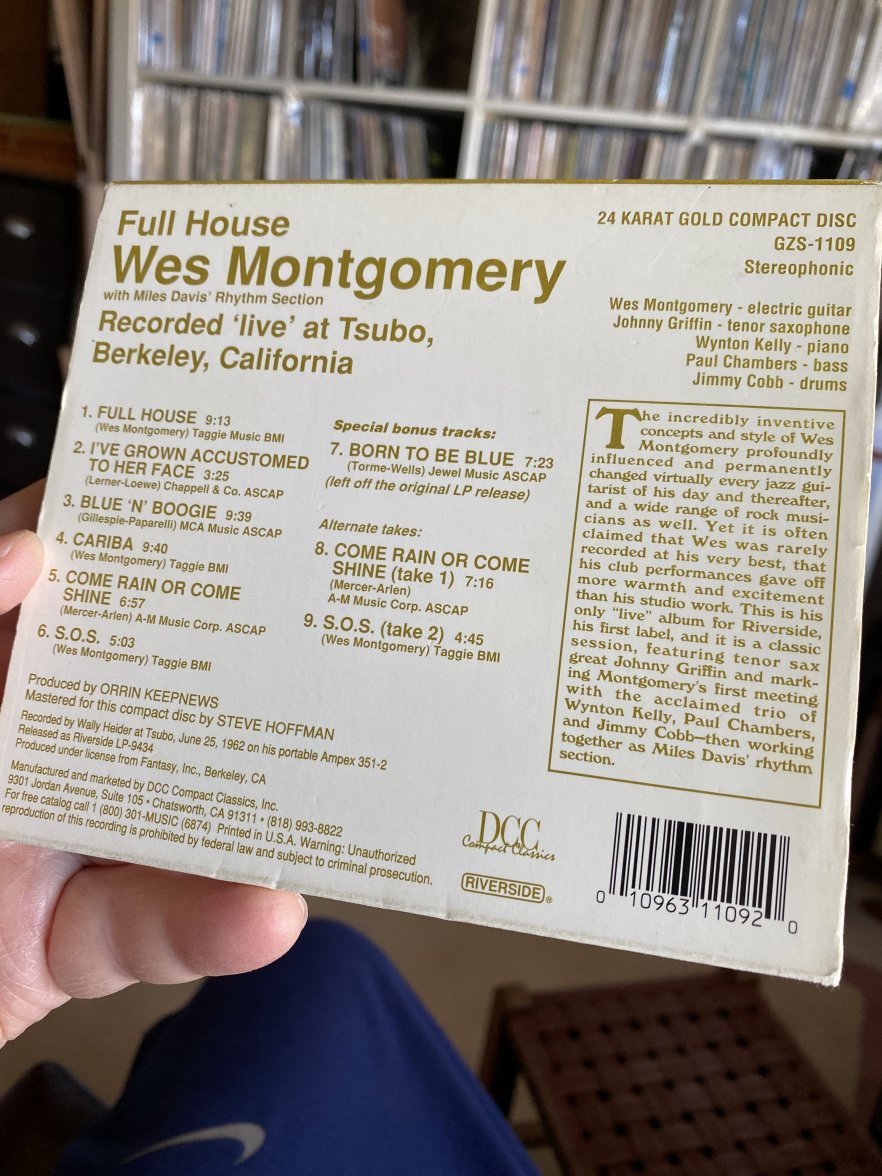 Full House
Wes Montgomery
with Miles Davis' Rhythm Section
Recorded 'live' at Tsubo,
Berkeley, California
24 KARAT GOLD COMPACT DISC
GZS-1109
Stereophonic
Wes Montgomery - electric guitar
Johnny Griffin - tenor saxophone
Wynton Kelly - piano
Paul Chambers - bass
Jimmy Cobb - drums
1. FULL HOUSE 9:13
(Wes Montgomery) Taggie Music BMI
2. I'VE GROWN ACCUSTOMED
TO HER FACE 3:25
(Lerner-Loewe) Chappell & Co. ASCAP
3. BLUE 'N' BOOGIE 9:39
(Gillespie-Paparelli) MCA Music ASCAP
4. CARIBA 9:40
(Wes Montgomery) Taggie BMI
5. COME RAIN OR COME
SHINE 6:57
(Mercer-Arlen) A-M Music Corp. ASCAP
6. S.O.S. 5:03
(Wes Montgomery) Taggie BMI
Special bonus tracks:
7. BORN TO BE BLUE 7:23
(Torme-Wells) Jewel Music ASCAP
(left off the original LP release)
Alternate takes:
8. COME RAIN OR COME
SHINE (take 1) 7:16
(Mercer-Arlen)
A-M Music Corp. ASCAP
9. S.O.S. (take 2) 4:45
(Wes Montgomery) Taggie BMI
The incredibly inventive
concepts and style of Wes
Montgomery profoundly
influenced and permanently
changed virtually every jazz gui-
tarist of his day and thereafter,
and a wide range of rock musi-
cians as well. Yet it is often
claimed that Wes was rarely
recorded at his very best, that
his club performances gave off
more warmth and excitement
than his studio work. This is his
only "live" album for Riverside,
his first label, and it is a classic
session, featuring tenor sax
great Johnny Griffin and mark-
ing Montgomery's first meeting
with the acclaimed trio of
Wynton Kelly, Paul Chambers,
and Jimmy Cobb—then working
together as Miles Davis' rhythm
section.
Produced by ORRIN KEEPNEWS
Mastered for this compact disc by STEVE HOFFMAN
Recorded by Wally Heider at Tsubo, June 25, 1962 on his portable Ampex 351-2
Released as Riverside LP-9434
Produced under license from Fantasy, Inc., Berkeley, CA
Manufactured and marketed by DCC Compact Classics, Inc.
9301 Jordan Avenue, Suite 105 • Chatsworth, CA 91311 • (818) 993-8822
For free catalog call 1 (800) 301-MUSIC (6874) Printed in U.S.A. Warning: Unauthorized
reproduction of this recording is prohibited by federal law and subject to criminal prosecution.
DCC
Compact Classics
RIVERSIDE®
0 10963 11092 0